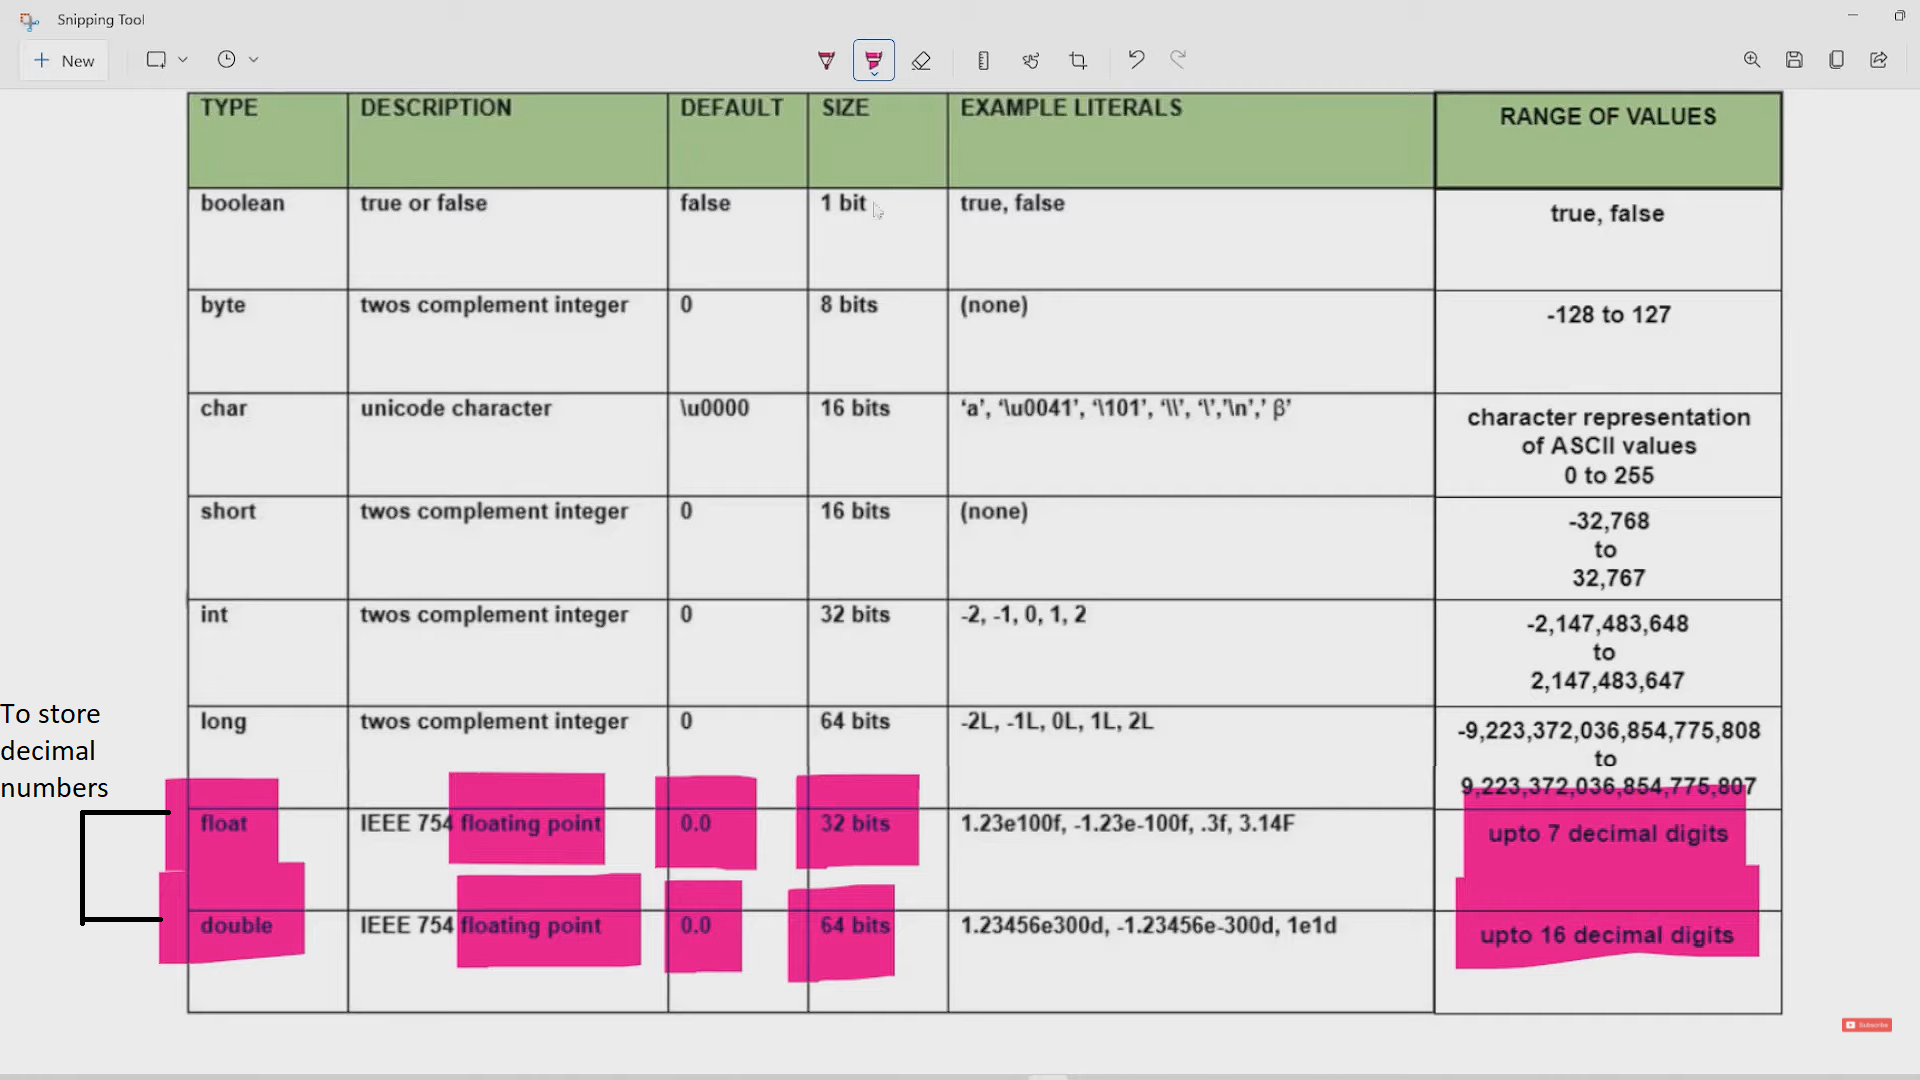 Snipping Tool
New
TYPE DESCRIPTION DEFAULT SIZE EXAMPLE LITERALS RANGE OF VALUES
boolean true or false false 1 bit true, false true, false
byte twos complement integer 0 8 bits (none) -128 to 127
char unicode character \u0000 16 bits ‘a’, ‘\u0041’, ‘\101’, ‘\\’, ‘\’,’\n’,’ β’ character representation
of ASCII values
0 to 255
short twos complement integer 0 16 bits (none) -32,768
to
32,767
int twos complement integer 0 32 bits -2, -1, 0, 1, 2 -2,147,483,648
to
2,147,483,647
long twos complement integer 0 64 bits -2L, -1L, 0L, 1L, 2L -9,223,372,036,854,775,808
to
9,223,372,036,854,775,807
To store
decimal
numbers
float IEEE 754 floating point 0.0 32 bits 1.23e100f, -1.23e-100f, .3f, 3.14F upto 7 decimal digits
double IEEE 754 floating point 0.0 64 bits 1.23456e300d, -1.23456e-300d, 1e1d upto 16 decimal digits
Subscribe